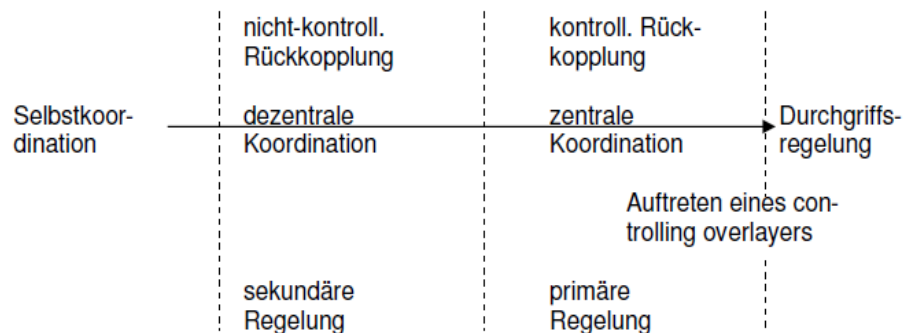 nicht-kontroll.
Rückkopplung
kontroll. Rück-
kopplung
Selbstkoor-
dination
dezentrale
Koordination
zentrale
Koordination
Durchgriffs-
regelung
Auftreten eines con-
trolling overlayers
sekundäre
Regelung
primäre
Regelung